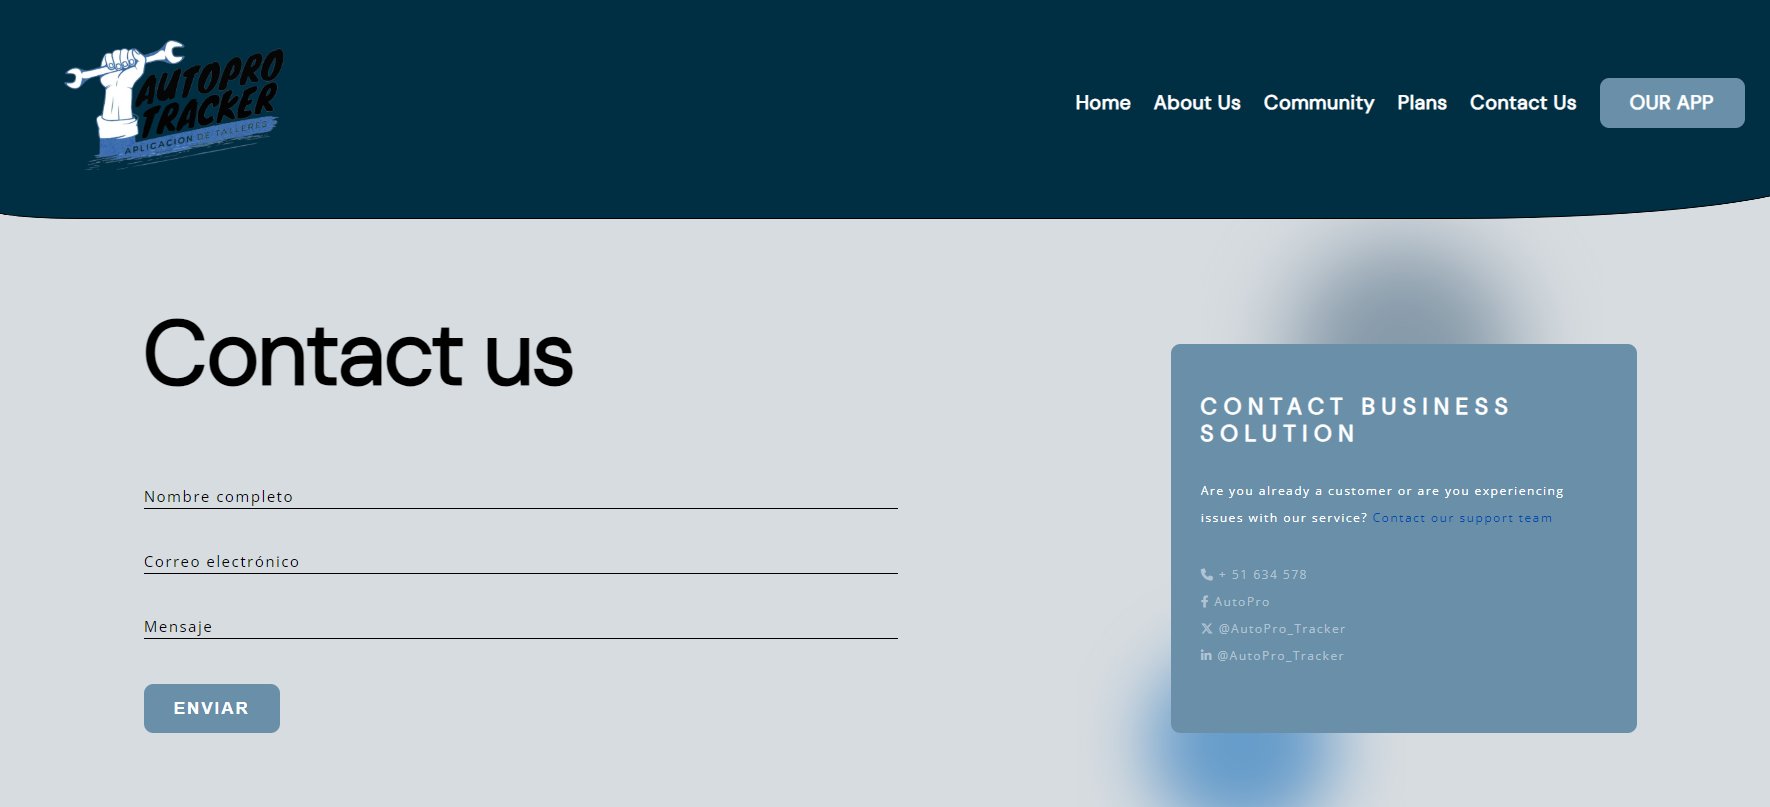 AUTOPRO
TRACKER
APLICACION DE TALLERES
Home About Us Community Plans Contact Us OUR APP
Contact us
Nombre completo
Correo electrónico
Mensaje
ENVIAR
CONTACT BUSINESS
SOLUTION
Are you already a customer or are you experiencing
issues with our service? Contact our support team
+ 51 634 578
AutoPro
@AutoPro_Tracker
@AutoPro_Tracker